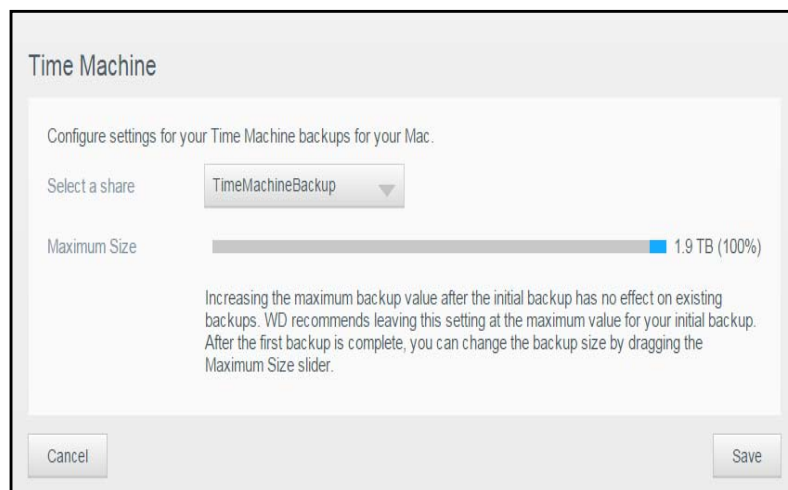 Time Machine
Configure settings for your Time Machine backups for your Mac.
Select a share
TimeMachineBackup
Maximum Size
1.9 TB (100%)
Increasing the maximum backup value after the initial backup has no effect on existing
backups. WD recommends leaving this setting at the maximum value for your initial backup.
After the first backup is complete, you can change the backup size by dragging the
Maximum Size slider.
Cancel
Save